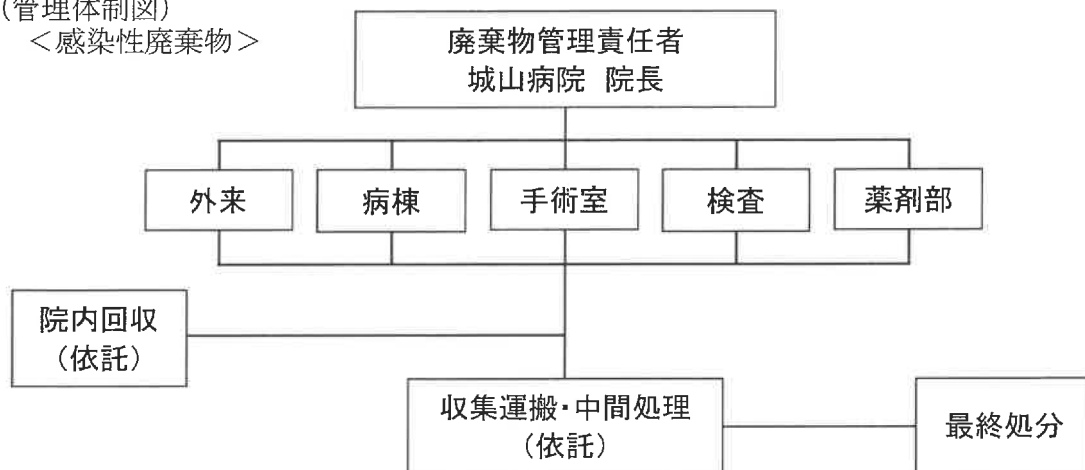 （管理体制図）
＜感染性廃棄物＞
廃棄物管理責任者
城山病院 院長
外来
病棟
手術室
検査
薬剤部
院内回収
（依託）
収集運搬・中間処理
（依託）
最終処分